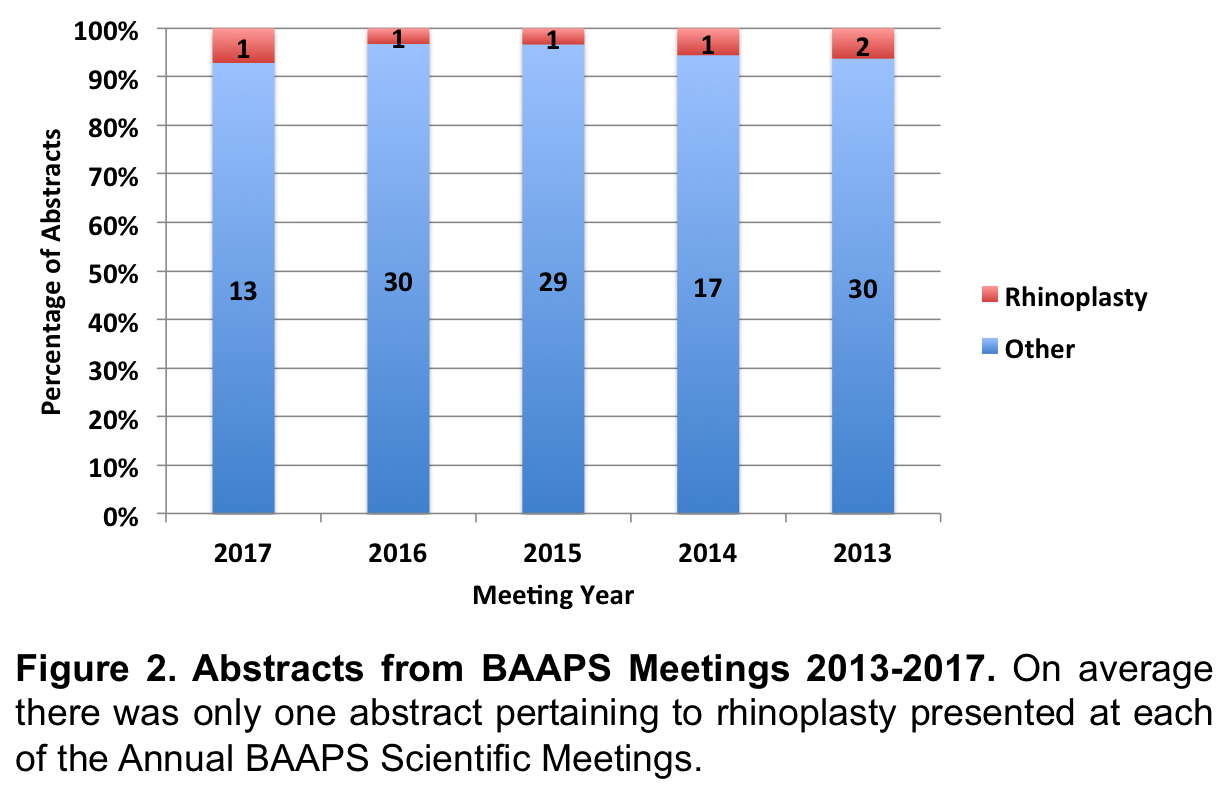 100%
90%
80%
70%
60%
50%
40%
30%
20%
10%
0%
Percentage of Abstracts
1 1 1 1 2
13 30 29 17 30
2017 2016 2015 2014 2013
Meeting Year
Rhinoplasty
Other
Figure 2. Abstracts from BAAPS Meetings 2013-2017. On average
there was only one abstract pertaining to rhinoplasty presented at each
of the Annual BAAPS Scientific Meetings.